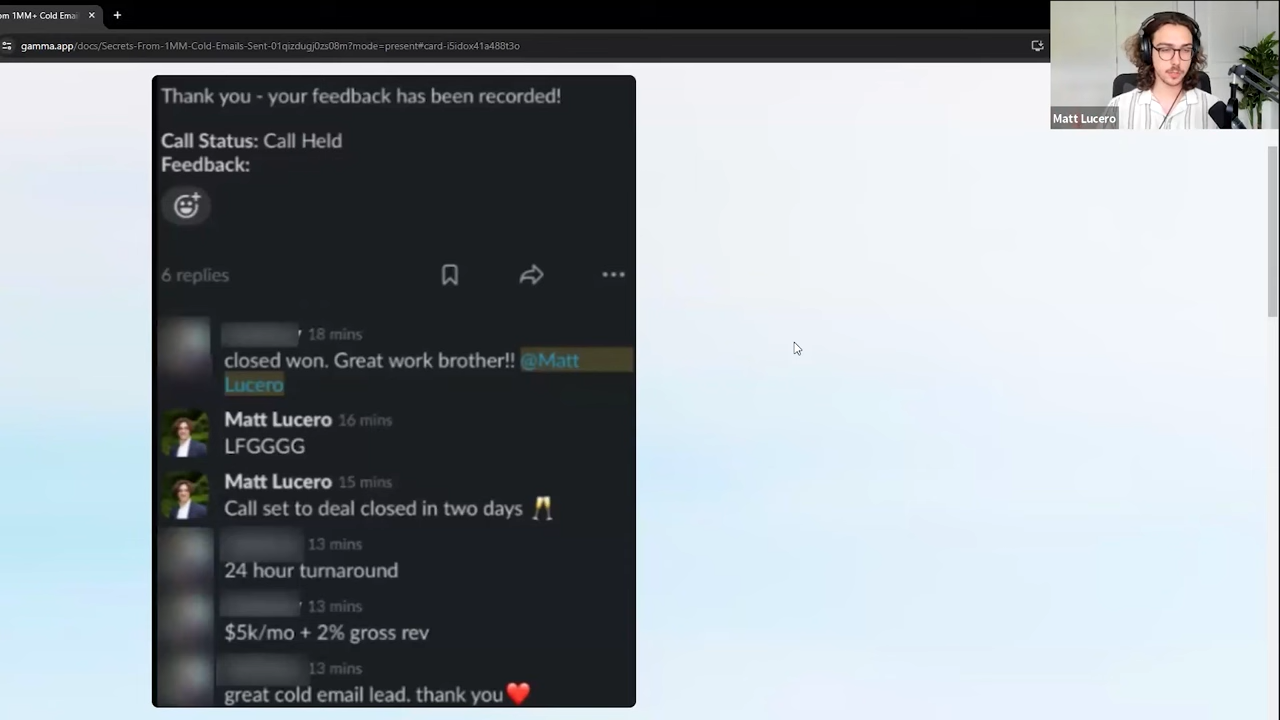 om 1MM+ Cold Emai
gamma.app/docs/Secrets-From-1MM-Cold-Emails-Sent-01qizdugj0zs08m?mode=present#card-i5idox41a488t3o
Matt Lucero
Thank you - your feedback has been recorded!
Call Status: Call Held
Feedback:
6 replies
18 mins
closed won. Great work brother!! @Matt
Lucero
Matt Lucero 16 mins
LFGGGG
Matt Lucero 15 mins
Call set to deal closed in two days 🥂
13 mins
24 hour turnaround
13 mins
$5k/mo + 2% gross rev
13 mins
great cold email lead. thank you❤️